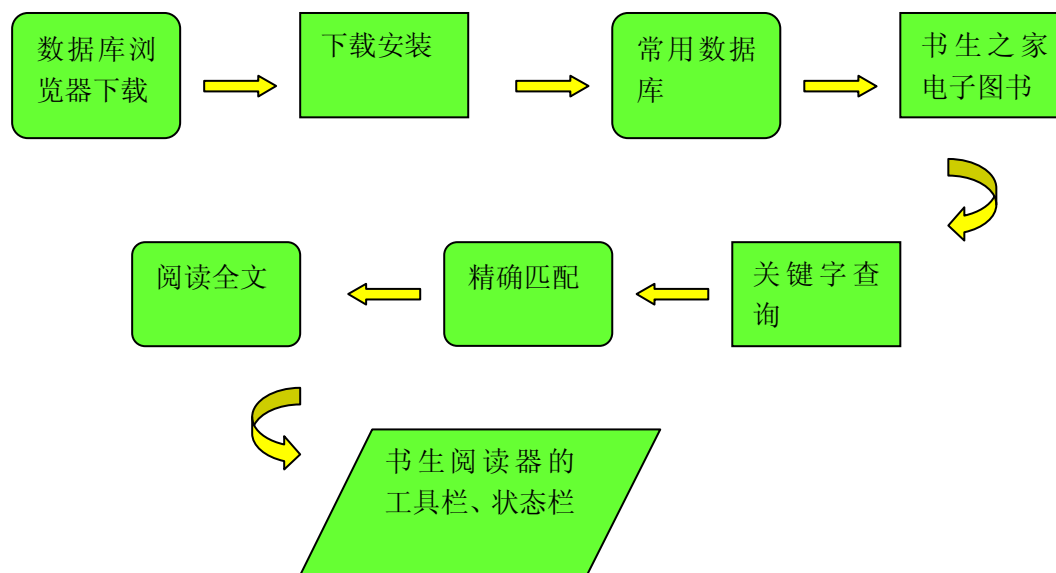 数据库浏
览器下载
下载安装
常用数据
库
书生之家
电子图书
关键字查
询
精确匹配
阅读全文
书生阅读器的
工具栏、状态栏